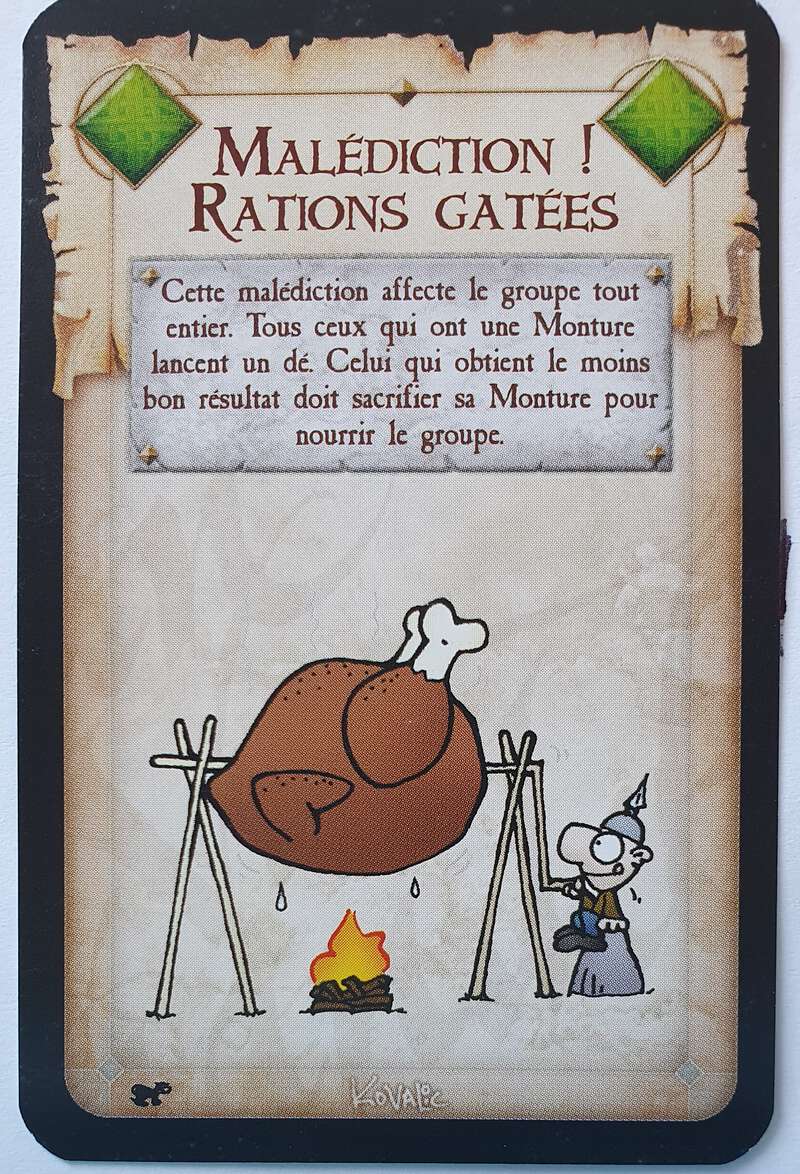 Malédiction !
Rations gatées
Cette malédiction affecte le groupe tout
entier. Tous ceux qui ont une Monture
lancent un dé. Celui qui obtient le moins
bon résultat doit sacrifier sa Monture pour
nourrir le groupe.
KOVALIC